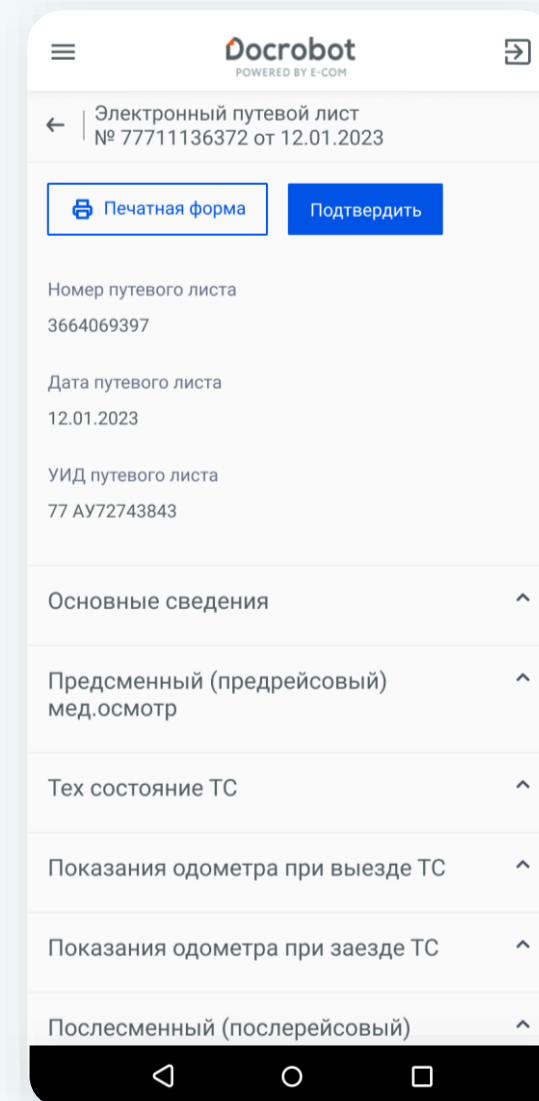 Docrobot
POWERED BY E-COM
Электронный путевой лист
№ 77711136372 от 12.01.2023
Печатная форма
Подтвердить
Номер путевого листа
3664069397
Дата путевого листа
12.01.2023
УИД путевого листа
77 АУ72743843
Основные сведения
Предсменный (предрейсовый)
мед.осмотр
Тех состояние ТС
Показания одометра при выезде ТС
Показания одометра при заезде ТС
Послесменный (послерейсовый)